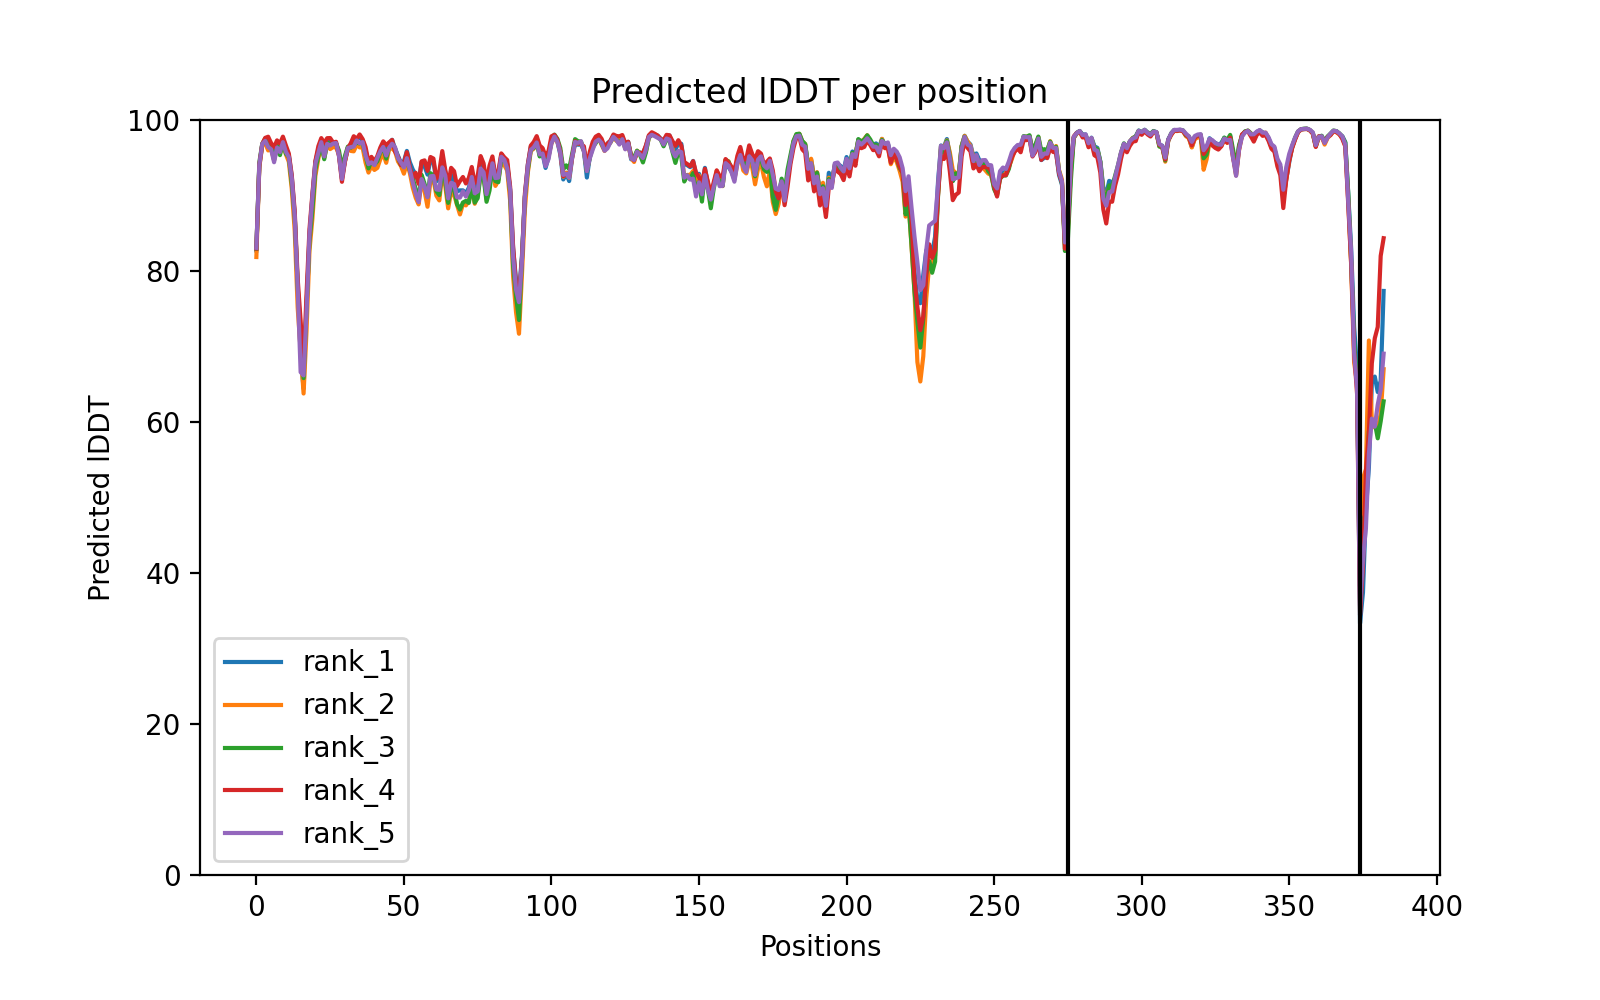 Predicted lDDT per position
100
80
60
40
20
0
Predicted lDDT
rank_1
rank_2
rank_3
rank_4
rank_5
0 50 100 150 200 250 300 350 400
Positions